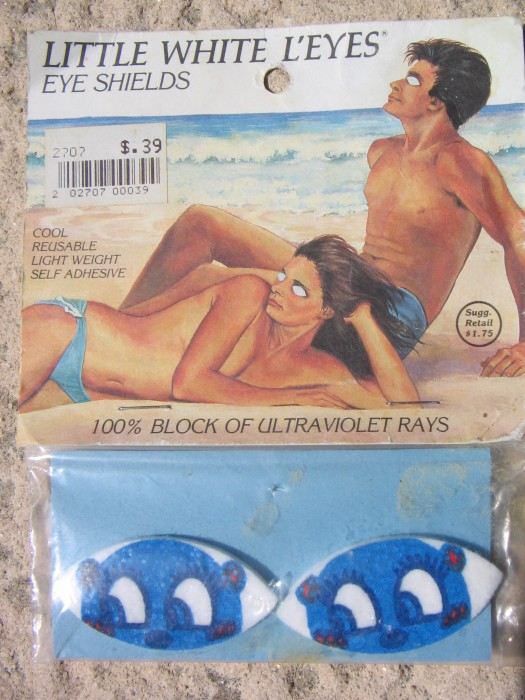 LITTLE WHITE L'EYES®
EYE SHIELDS
2707 $.39
2 02707 00039
COOL
REUSABLE
LIGHT WEIGHT
SELF ADHESIVE
Sugg.
Retail
$1.75
100% BLOCK OF ULTRAVIOLET RAYS